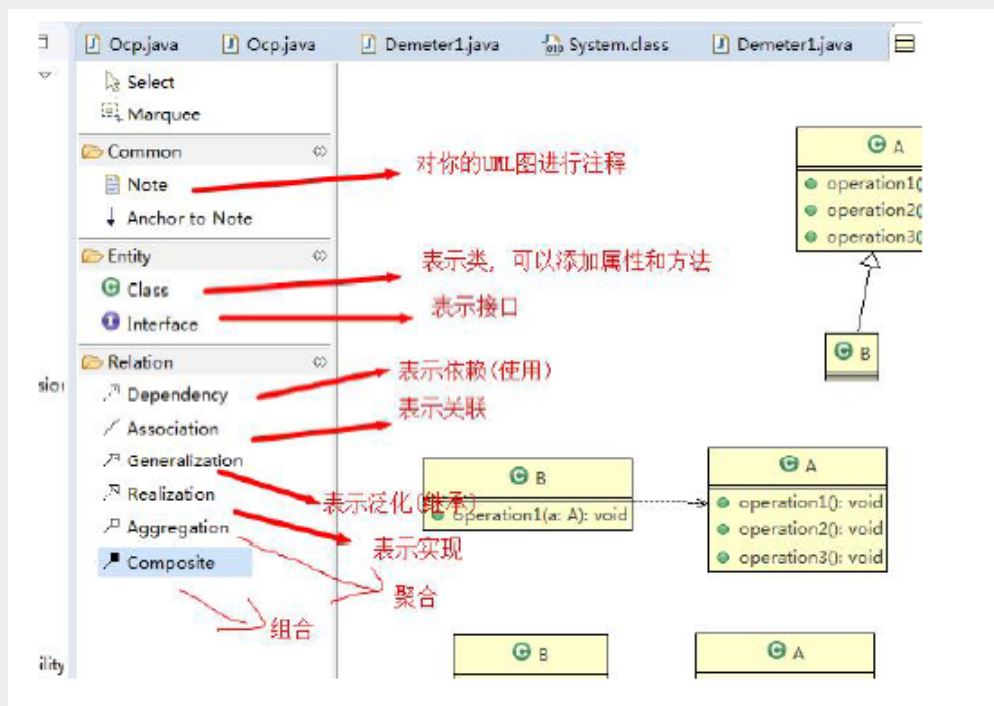 Ocp.java Ocp.java Demeter1.java System.class Demeter1.java
Select
Marquee
Common
Note
对你的UML图进行注释
Anchor to Note
Entity
Class
表示类，可以添加属性和方法
Interface
表示接口
Relation
Dependency
表示依赖(使用)
Association
表示关联
Generalization
表示泛化(继承)
Realization
表示实现
Aggregation
聚合
Composite
组合
A
operation1(
operation2(
operation3(
B
B
operation1(a: A): void
A
operation1(): void
operation2(): void
operation3(): void
B
A